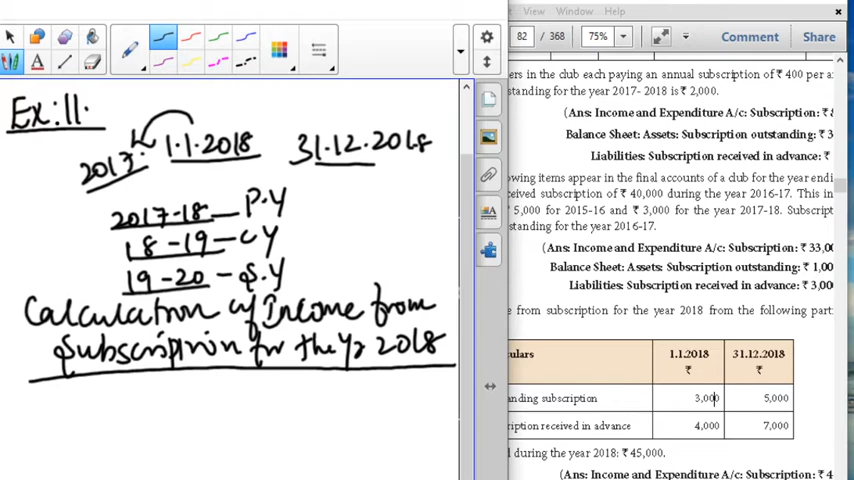 Ex:11.
2017. 1.1.2018 31.12.2018
2017-18 - P.Y
18-19 - C Y
19-20 - S.Y
Calculation of Income from
Subscription for the Yr 2018
View Window Help
82 / 368 75% Comment Share
ers in the club each paying an annual subscription of ₹ 400 per an
standing for the year 2017- 2018 is ₹ 2,000.
(Ans: Income and Expenditure A/c: Subscription: ₹ 8
Balance Sheet: Assets: Subscription outstanding: ₹ 3
Liabilities: Subscription received in advance: ₹
owing items appear in the final accounts of a club for the year endi
ceived subscription of ₹ 40,000 during the year 2016-17. This in
₹ 5,000 for 2015-16 and ₹ 3,000 for the year 2017-18. Subscript
standing for the year 2016-17.
(Ans: Income and Expenditure A/c: Subscription: ₹ 33,00
Balance Sheet: Assets: Subscription outstanding: ₹ 1,00
Liabilities: Subscription received in advance: ₹ 3,000
e from subscription for the year 2018 from the following parti
ulars 1.1.2018 ₹ 31.12.2018 ₹
anding subscription 3,000 5,000
ription received in advance 4,000 7,000
d during the year 2018: ₹ 45,000.
(Ans: Income and Expenditure A/c: Subscription: ₹ 4